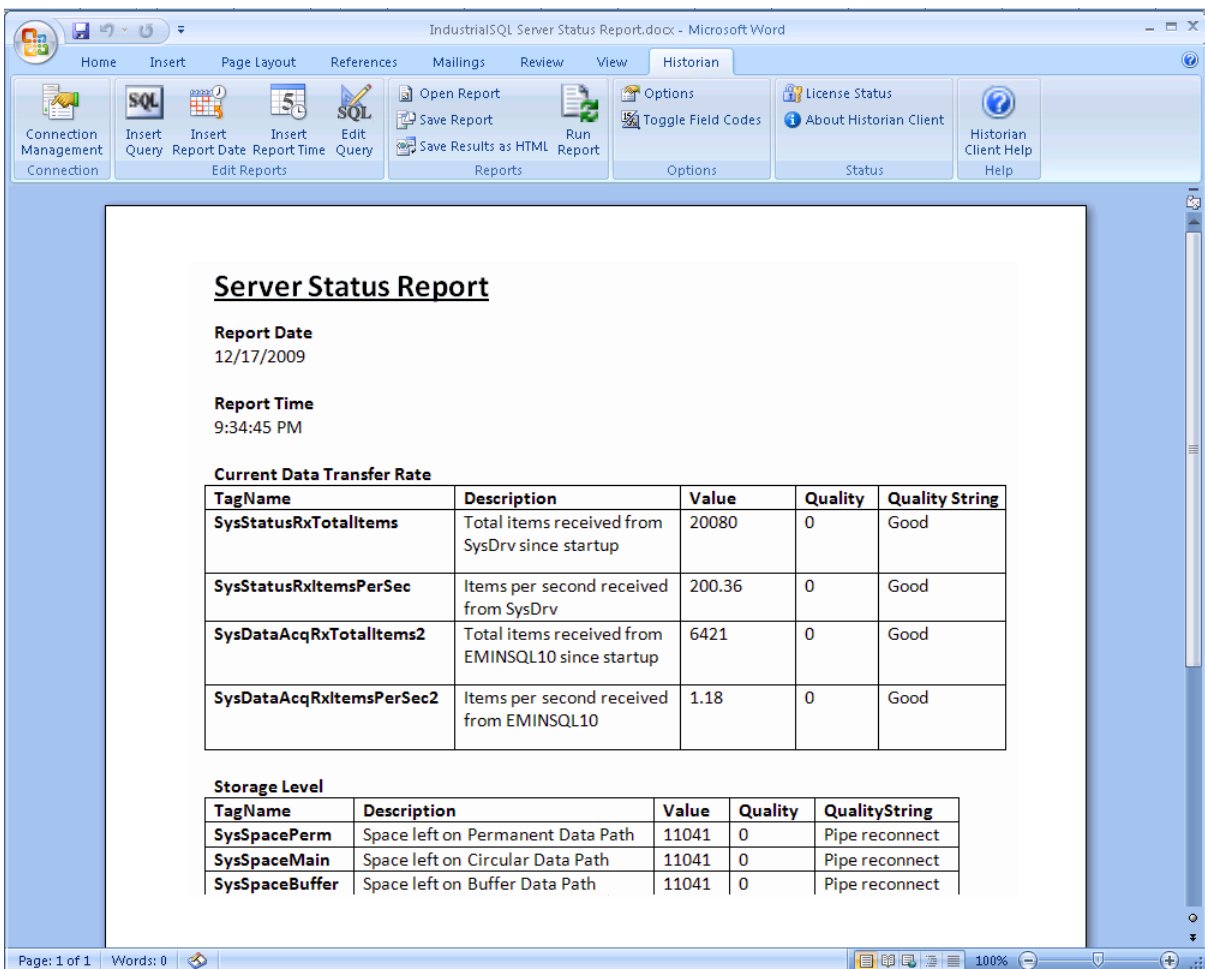 IndustrialSQL Server Status Report.docx - Microsoft Word
Home Insert Page Layout References Mailings Review View Historian
Connection Management
Insert Query
Insert Report Date
Insert Report Time
Edit Query
Open Report
Save Report
Save Results as HTML
Run Report
Options
Toggle Field Codes
License Status
About Historian Client
Historian Client Help
Connection Edit Reports Reports Options Status Help
Server Status Report
Report Date
12/17/2009
Report Time
9:34:45 PM
Current Data Transfer Rate
TagName Description Value Quality Quality String
SysStatusRxTotalItems Total items received from 20080 0 Good
SysDrv since startup
SysStatusRxItemsPerSec Items per second received 200.36 0 Good
from SysDrv
SysDataAcqRxTotalItems2 Total items received from 6421 0 Good
EMINSQL10 since startup
SysDataAcqRxItemsPerSec2 Items per second received 1.18 0 Good
from EMINSQL10
Storage Level
TagName Description Value Quality QualityString
SysSpacePerm Space left on Permanent Data Path 11041 0 Pipe reconnect
SysSpaceMain Space left on Circular Data Path 11041 0 Pipe reconnect
SysSpaceBuffer Space left on Buffer Data Path 11041 0 Pipe reconnect
Page: 1 of 1 Words: 0 100%